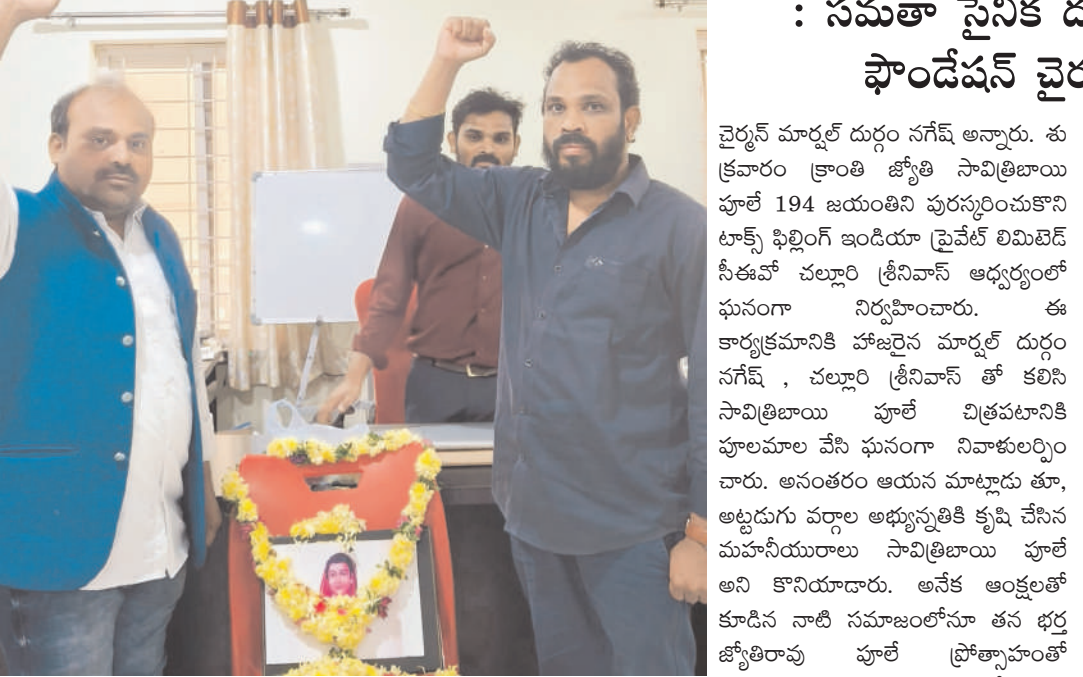 : సమతా సైనిక ద
ఫౌండేషన్ చైర
చైర్మన్ మార్షల్ దుర్గం నగేష్ అన్నారు. శు
క్రవారం క్రాంతి జ్యోతి సావిత్రిబాయి
పూలే 194 జయంతిని పురస్కరించుకొని
టాక్స్ ఫిల్లింగ్ ఇండియా ప్రైవేట్ లిమిటెడ్
సీఈవో చల్లూరి శ్రీనివాస్ ఆధ్వర్యంలో
ఘనంగా నిర్వహించారు. ఈ
కార్యక్రమానికి హాజరైన మార్షల్ దుర్గం
నగేష్ , చల్లూరి శ్రీనివాస్ తో కలిసి
సావిత్రిబాయి పూలే చిత్రపటానికి
పూలమాల వేసి ఘనంగా నివాళులర్పిం
చారు. అనంతరం ఆయన మాట్లాడు తూ,
అట్టడుగు వర్గాల అభ్యున్నతికి కృషి చేసిన
మహనీయురాలు సావిత్రిబాయి పూలే
అని కొనియాడారు. అనేక ఆంక్షలతో
కూడిన నాటి సమాజంలోనూ తన భర్త
జ్యోతిరావు పూలే ప్రోత్సాహంతో